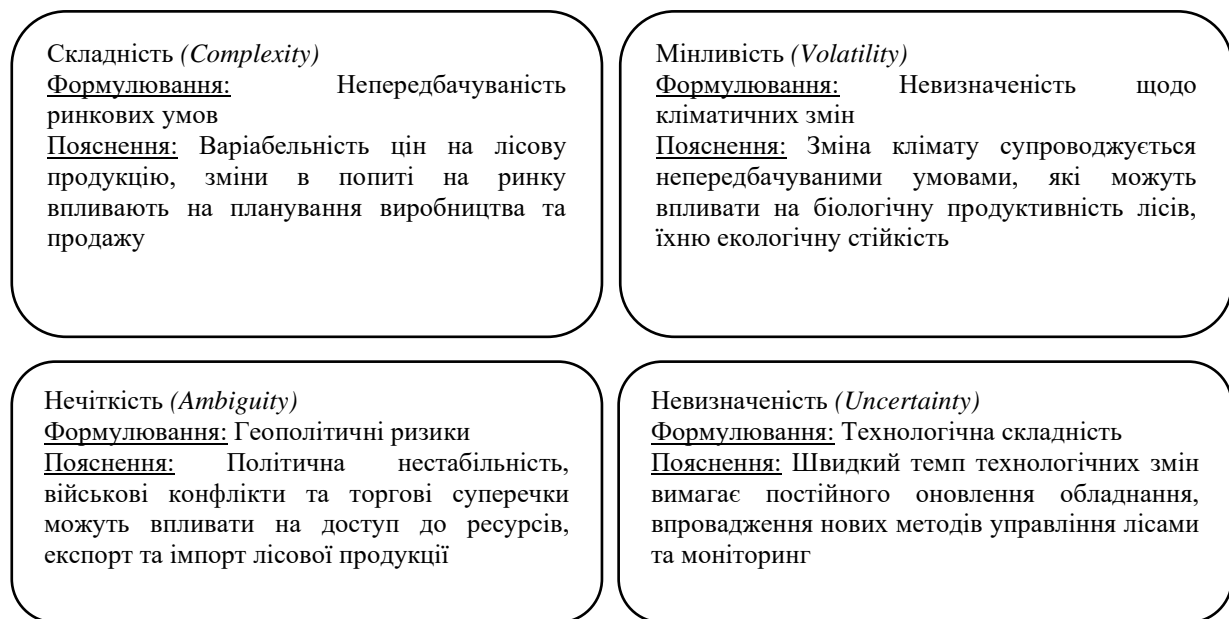 Складність (Complexity)
Формулювання: Непередбачуваність
ринкових умов
Пояснення: Варіабельність цін на лісову
продукцію, зміни в попиті на ринку
впливають на планування виробництва та
продажу
Мінливість (Volatility)
Формулювання: Невизначеність щодо
кліматичних змін
Пояснення: Зміна клімату супроводжується
непередбачуваними умовами, які можуть
впливати на біологічну продуктивність лісів,
їхню екологічну стійкість
Нечіткість (Ambiguity)
Формулювання: Геополітичні ризики
Пояснення: Політична нестабільність,
військові конфлікти та торгові суперечки
можуть впливати на доступ до ресурсів,
експорт та імпорт лісової продукції
Невизначеність (Uncertainty)
Формулювання: Технологічна складність
Пояснення: Швидкий темп технологічних змін
вимагає постійного оновлення обладнання,
впровадження нових методів управління лісами
та моніторинг